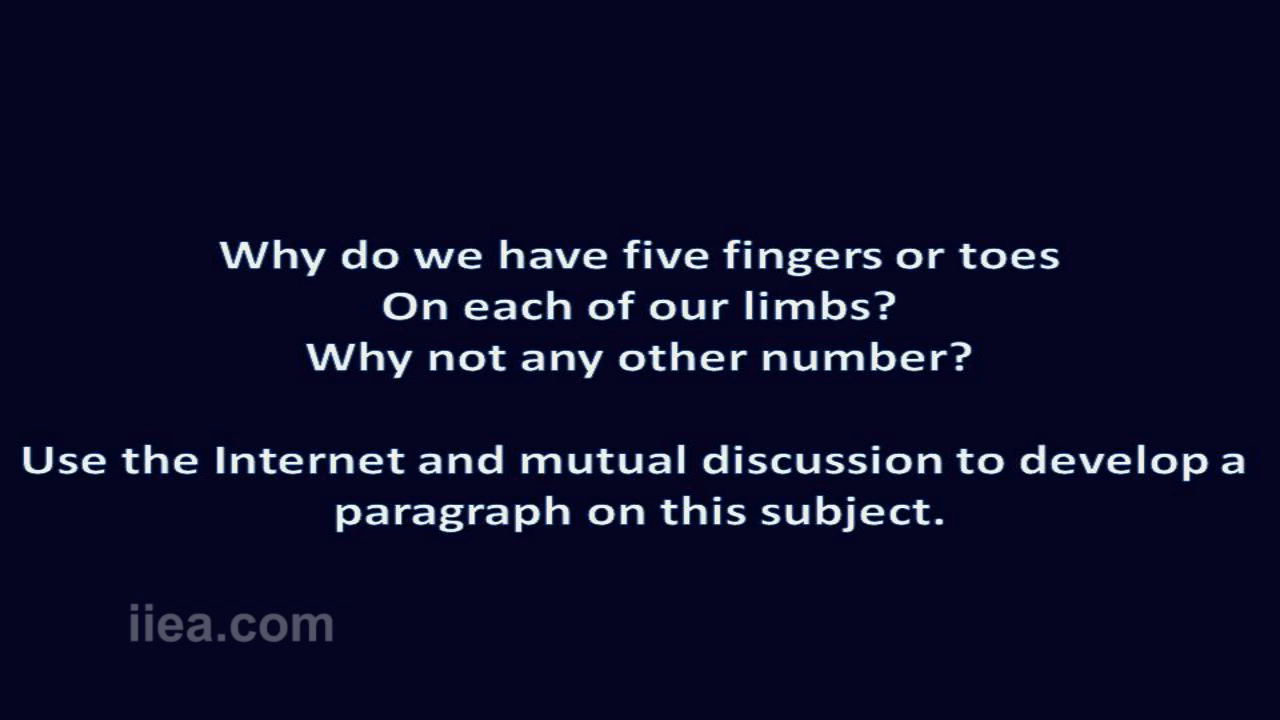 Why do we have five fingers or toes
On each of our limbs?
Why not any other number?
Use the Internet and mutual discussion to develop a
paragraph on this subject.
iiea.com